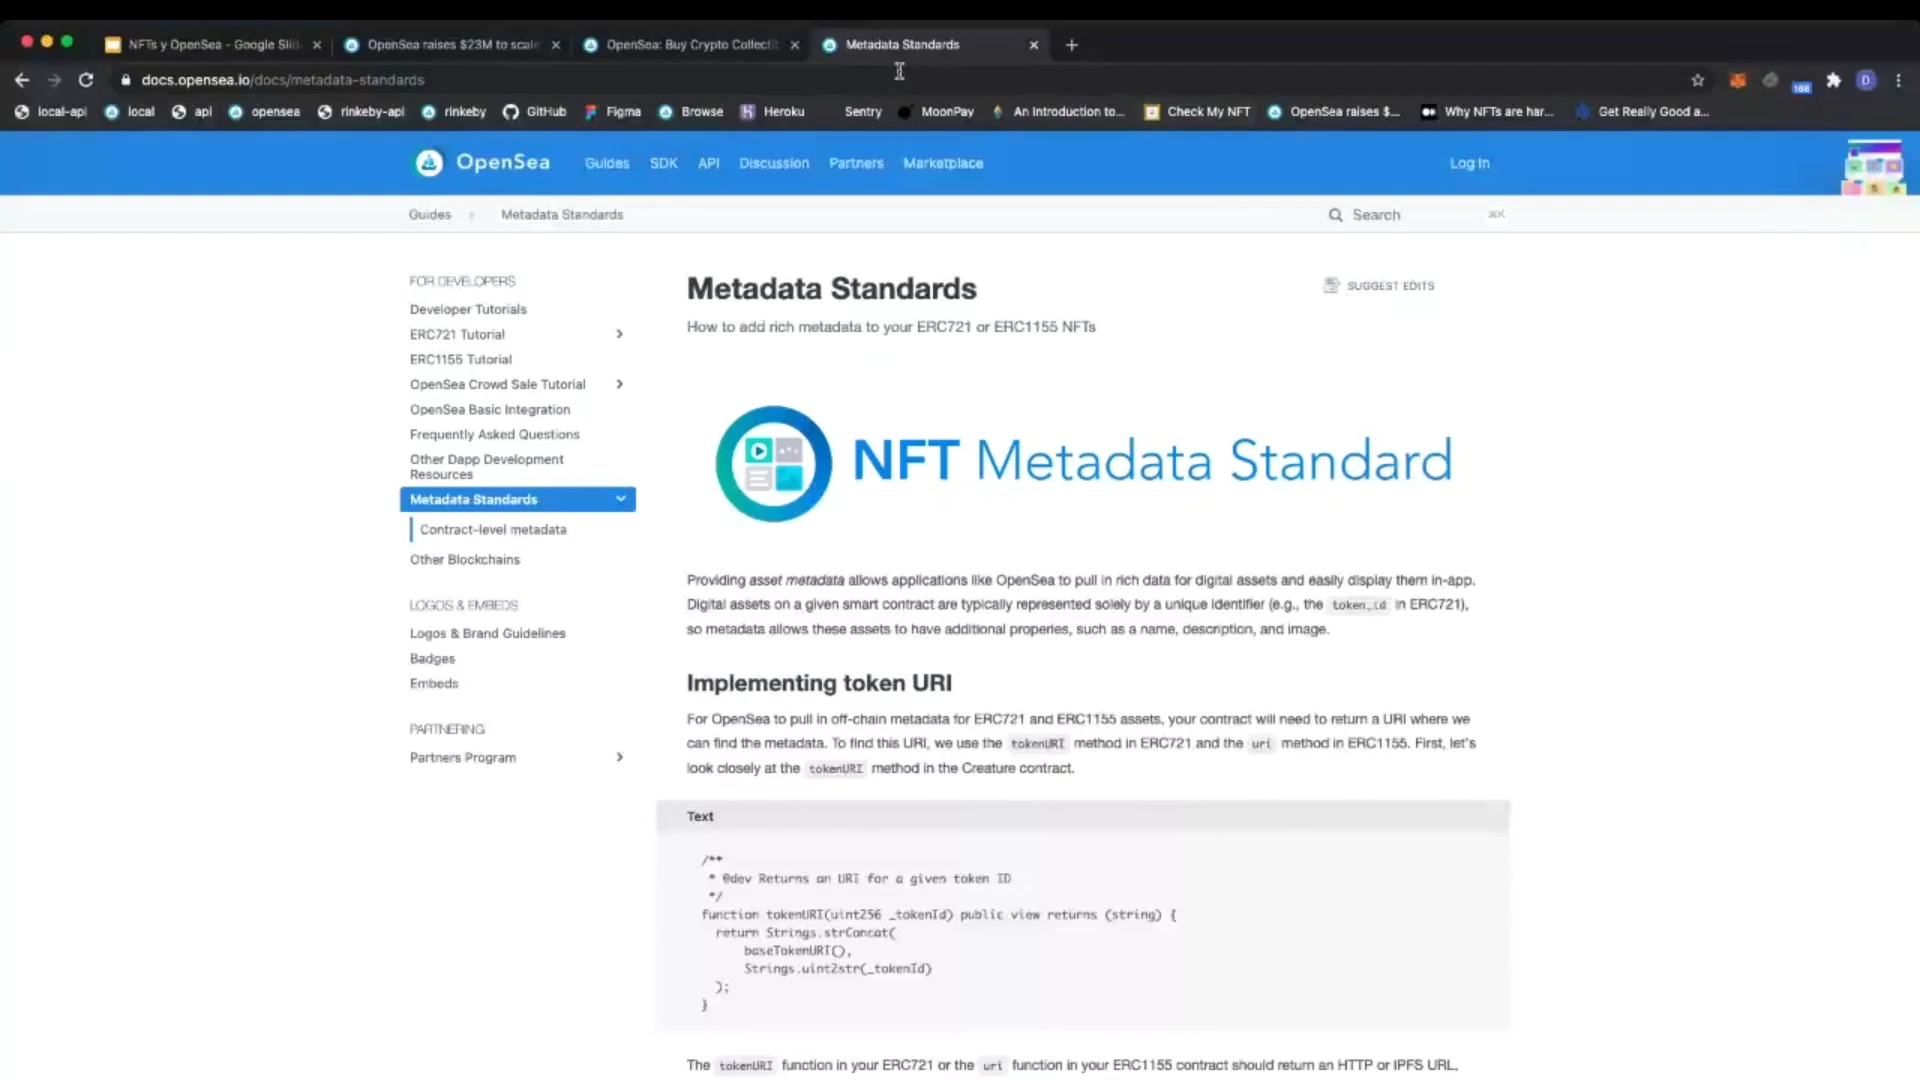 NFTs y OpenSea - Google Slid
OpenSea raises $23M to scale
OpenSea: Buy Crypto Collectib
Metadata Standards
docs.opensea.io/docs/metadata-standards
168
D
local-api
local
api
opensea
rinkeby-api
rinkeby
GitHub
Figma
Browse
Heroku
Sentry
MoonPay
An Introduction to...
Check My NFT
OpenSea raises $...
Why NFTs are har...
Get Really Good a...
OpenSea
Guides
SDK
API
Discussion
Partners
Marketplace
Log In
Guides
Metadata Standards
Search
⌘K
FOR DEVELOPERS
Developer Tutorials
ERC721 Tutorial
ERC1155 Tutorial
OpenSea Crowd Sale Tutorial
OpenSea Basic Integration
Frequently Asked Questions
Other Dapp Development
Resources
Metadata Standards
Contract-level metadata
Other Blockchains
LOGOS & EMBEDS
Logos & Brand Guidelines
Badges
Embeds
PARTNERING
Partners Program
Metadata Standards
SUGGEST EDITS
How to add rich metadata to your ERC721 or ERC1155 NFTs
NFT Metadata Standard
Providing asset metadata allows applications like OpenSea to pull in rich data for digital assets and easily display them in-app.
Digital assets on a given smart contract are typically represented solely by a unique identifier (e.g., the token_id in ERC721),
so metadata allows these assets to have additional properies, such as a name, description, and image.
Implementing token URI
For OpenSea to pull in off-chain metadata for ERC721 and ERC1155 assets, your contract will need to return a URI where we
can find the metadata. To find this URI, we use the tokenURI method in ERC721 and the uri method in ERC1155. First, let's
look closely at the tokenURI method in the Creature contract.
Text
/**
* @dev Returns an URI for a given token ID
*/
function tokenURI(uint256 _tokenId) public view returns (string) {
return Strings.strConcat(
baseTokenURI(),
Strings.uint2str(_tokenId)
);
}
The tokenURI function in your ERC721 or the uri function in your ERC1155 contract should return an HTTP or IPFS URL,